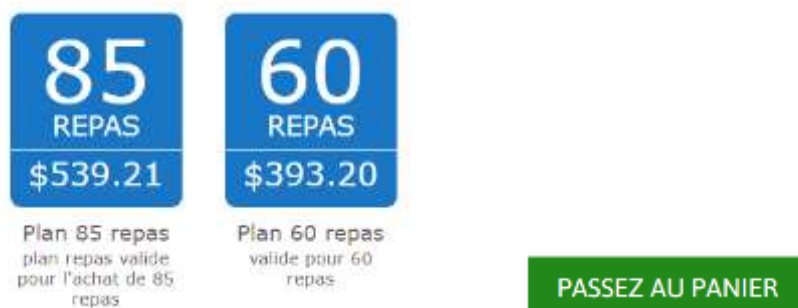 85
REPAS
$539.21
Plan 85 repas
plan repas valide
pour l'achat de 85
repas
60
REPAS
$393.20
Plan 60 repas
valide pour 60
repas
PASSEZ AU PANIER